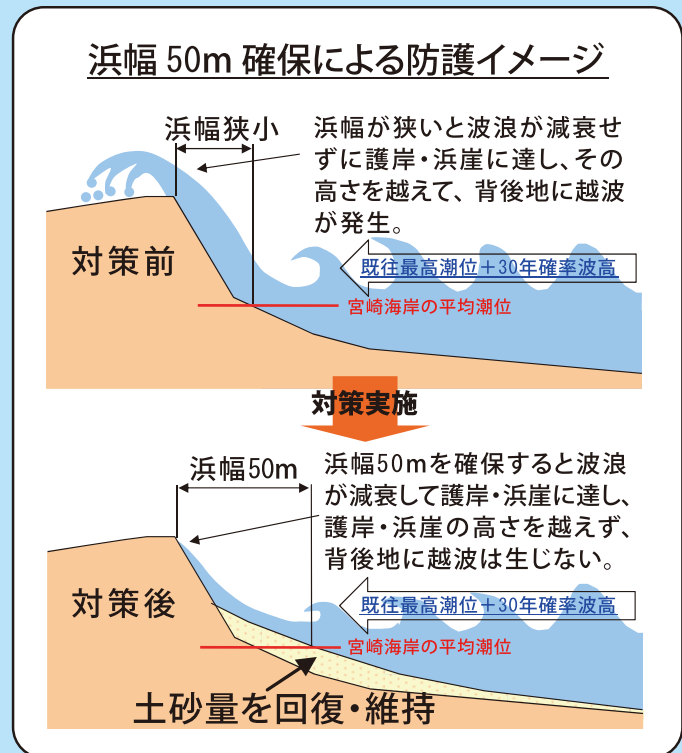 浜幅50m確保による防護イメージ
浜幅狭小
浜幅が狭いと波浪が減衰せ
ずに護岸・浜崖に達し、その
高さを越えて、背後地に越波
が発生。
対策前
既往最高潮位＋30年確率波高
宮崎海岸の平均潮位
対策実施
浜幅50m
浜幅50mを確保すると波浪
が減衰して護岸・浜崖に達し、
護岸・浜崖の高さを越えず、
背後地に越波は生じない。
対策後
既往最高潮位＋30年確率波高
宮崎海岸の平均潮位
土砂量を回復・維持